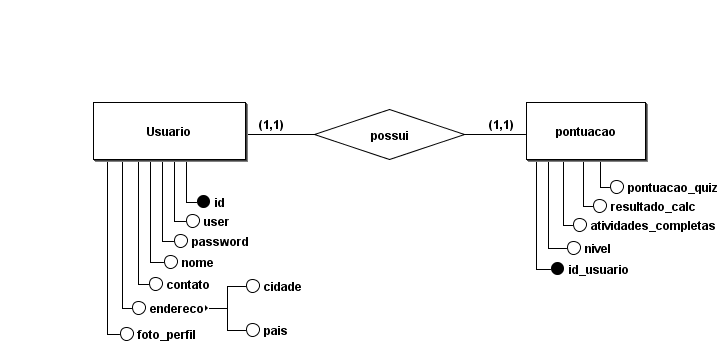 Usuario
(1,1)
possui
(1,1)
pontuacao
id
user
password
nome
contato
endereco
cidade
pais
foto_perfil
pontuacao_quiz
resultado_calc
atividades_completas
nivel
id_usuario